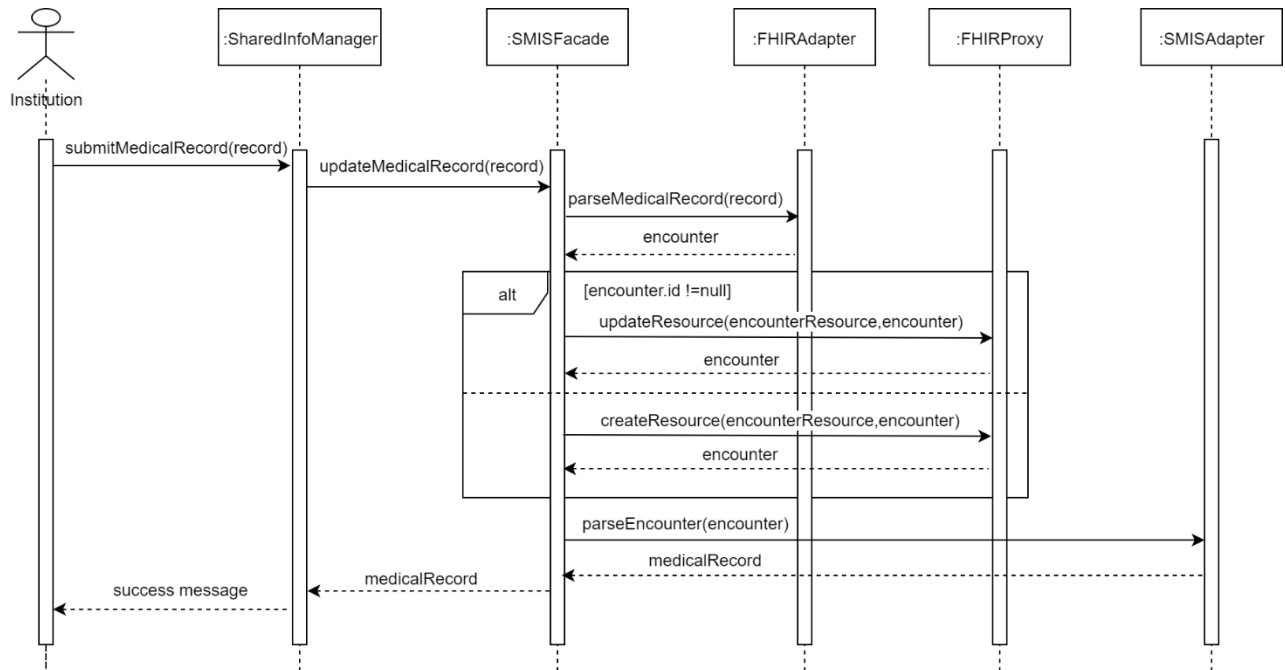 :SharedInfoManager
:SMISFacade
:FHIRAdapter
:FHIRProxy
:SMISAdapter
Institution
submitMedicalRecord(record)
updateMedicalRecord(record)
parseMedicalRecord(record)
encounter
alt
[encounter.id !=null]
updateResource(encounterResource,encounter)
encounter
createResource(encounterResource,encounter)
encounter
parseEncounter(encounter)
medicalRecord
medicalRecord
success message